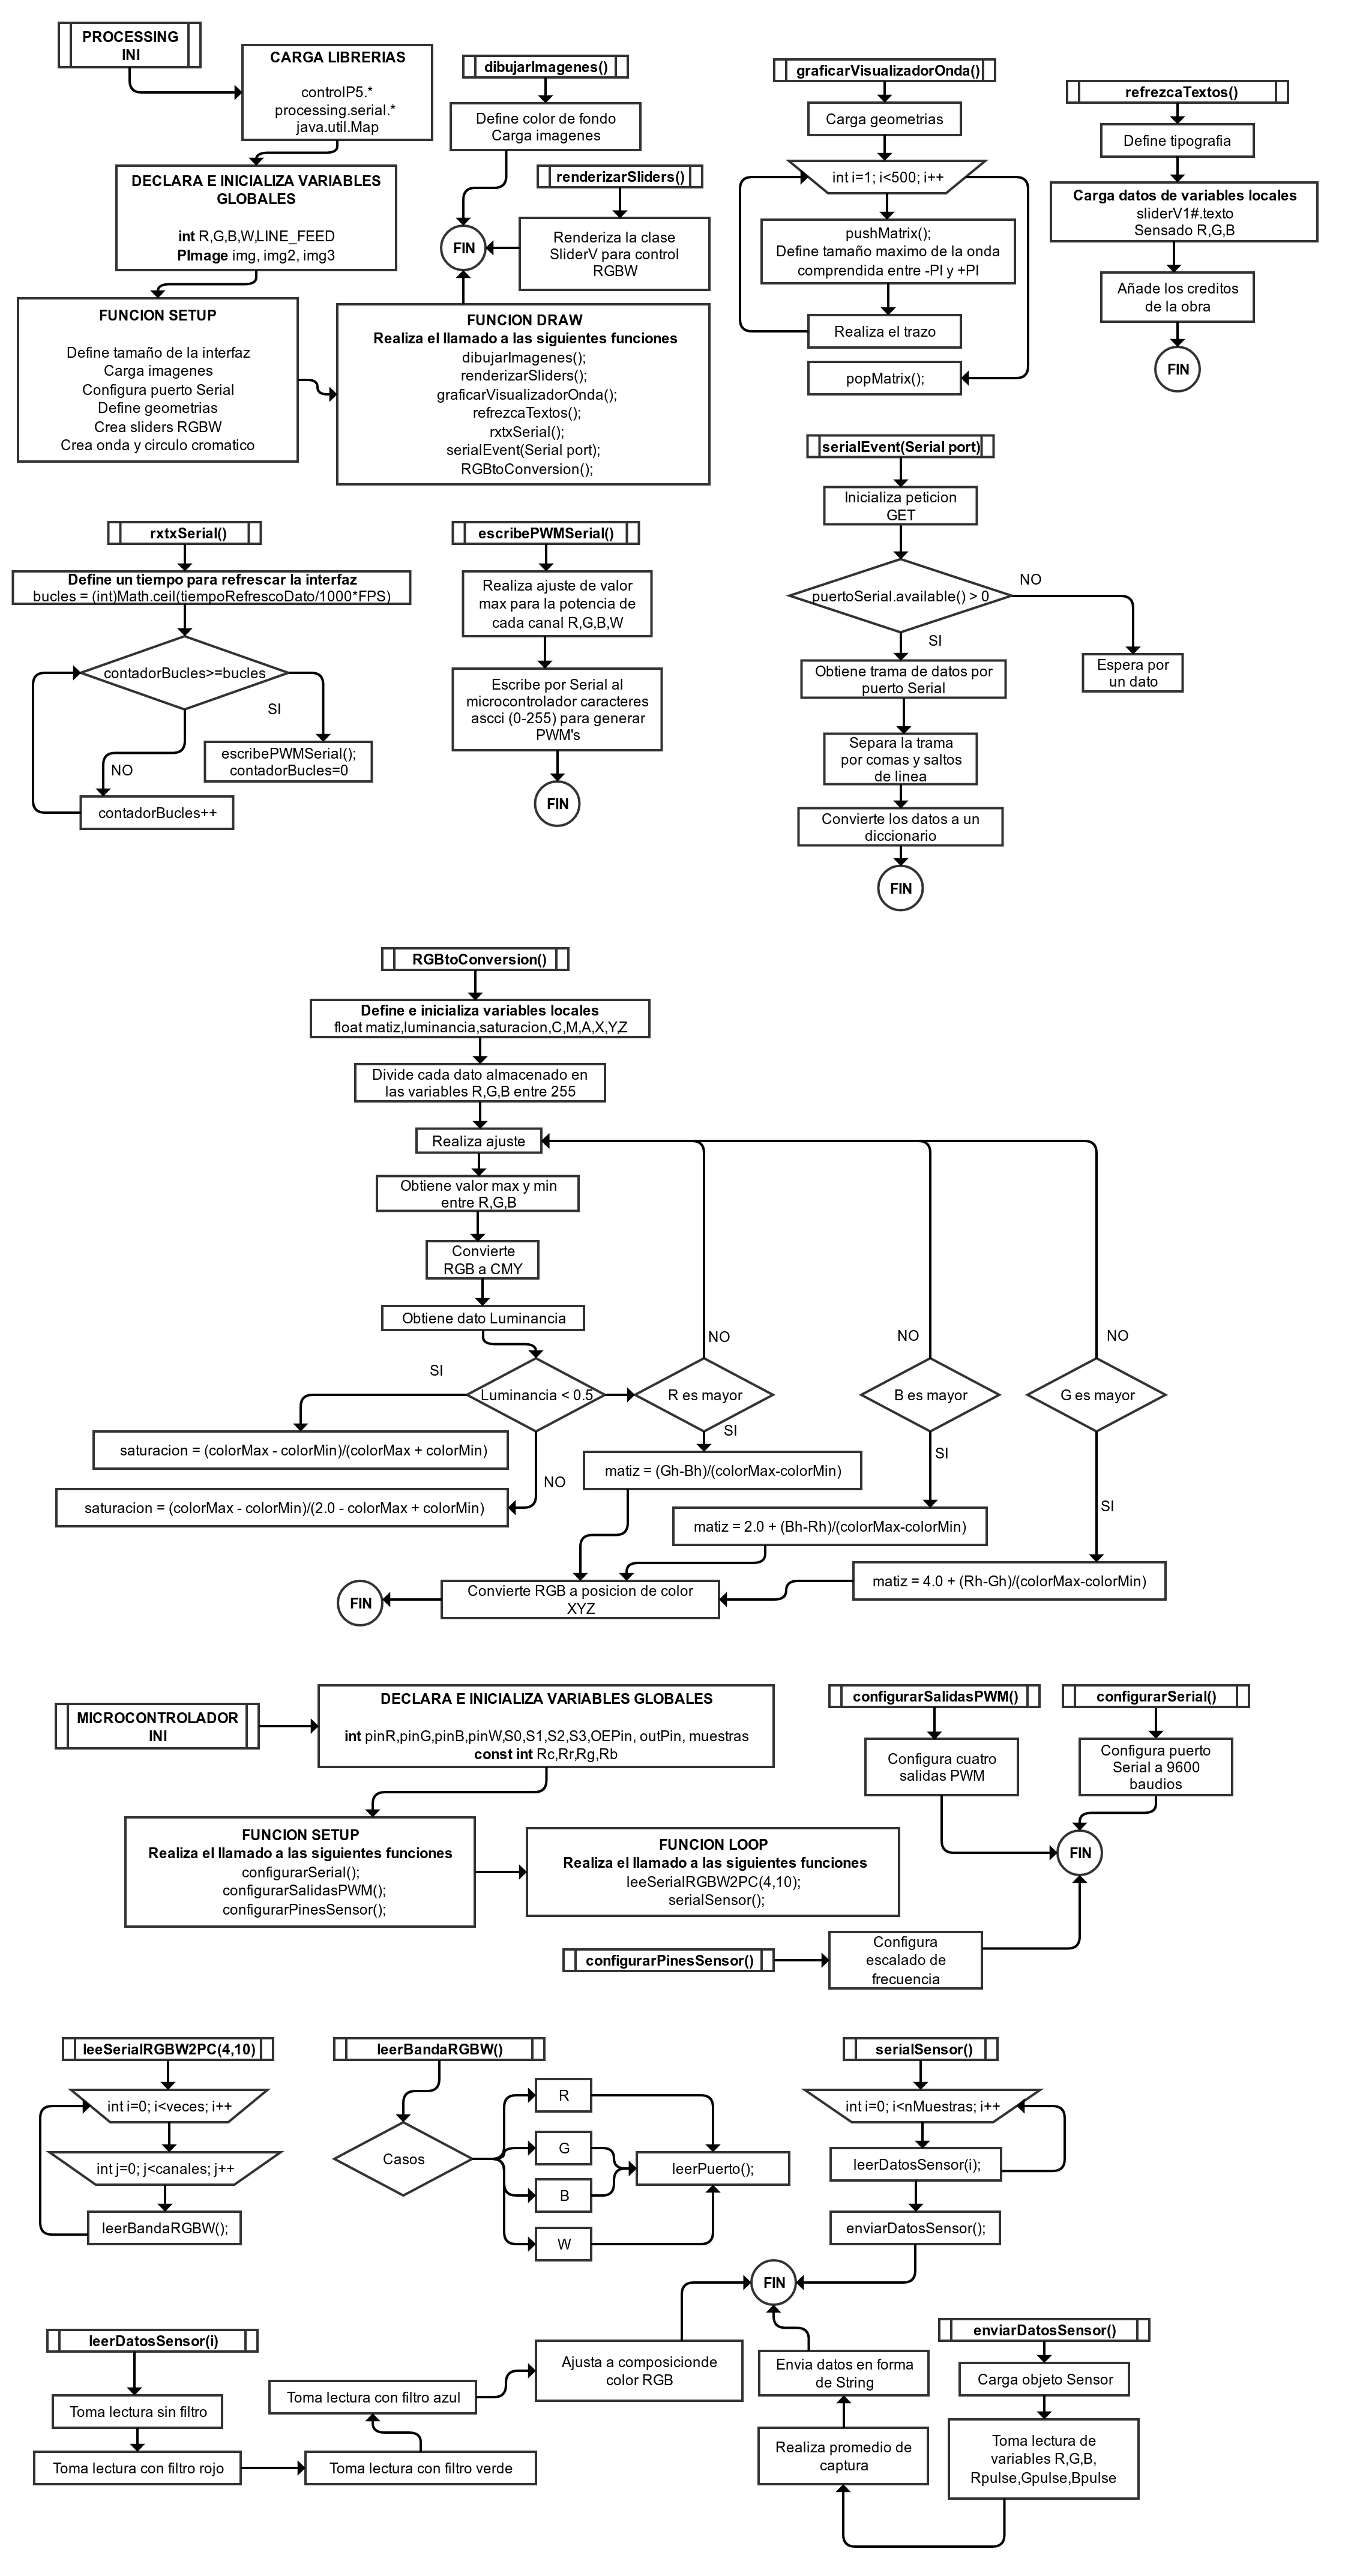 PROCESSING
INI
CARGA LIBRERIAS
controlP5.*
processing.serial.*
java.util.Map
DECLARA E INICIALIZA VARIABLES
GLOBALES
int R,G,B,W,LINE_FEED
PImage img, img2, img3
FUNCION SETUP
Define tamaño de la interfaz
Carga imagenes
Configura puerto Serial
Define geometrias
Crea sliders RGBW
Crea onda y circulo cromatico
FUNCION DRAW
Realiza el llamado a las siguientes funciones
dibujarImagenes();
renderizarSliders();
graficarVisualizadorOnda();
refrezcaTextos();
rxtxSerial();
serialEvent(Serial port);
RGBtoConversion();
dibujarImagenes()
Define color de fondo
Carga imagenes
renderizarSliders()
Renderiza la clase
SliderV para control
RGBW
FIN
graficarVisualizadorOnda()
Carga geometrias
int i=1; i<500; i++
pushMatrix();
Define tamaño maximo de la onda
comprendida entre -PI y +PI
Realiza el trazo
popMatrix();
refrezcaTextos()
Define tipografia
Carga datos de variables locales
sliderV1#.texto
Sensado R,G,B
Añade los creditos
de la obra
FIN
rxtxSerial()
Define un tiempo para refrescar la interfaz
bucles = (int)Math.ceil(tiempoRefrescoDato/1000*FPS)
contadorBucles>=bucles
SI
escribePWMSerial();
contadorBucles=0
NO
contadorBucles++
escribePWMSerial()
Realiza ajuste de valor
max para la potencia de
cada canal R,G,B,W
Escribe por Serial al
microcontrolador caracteres
ascci (0-255) para generar
PWM's
FIN
serialEvent(Serial port)
Inicializa peticion
GET
puertoSerial.available() > 0
NO
Espera por
un dato
SI
Obtiene trama de datos por
puerto Serial
Separa la trama
por comas y saltos
de linea
Convierte los datos a un
diccionario
FIN
RGBtoConversion()
Define e inicializa variables locales
float matiz,luminancia,saturacion,C,M,A,X,Y,Z
Divide cada dato almacenado en
las variables R,G,B entre 255
Realiza ajuste
Obtiene valor max y min
entre R,G,B
Convierte
RGB a CMY
Obtiene dato Luminancia
NO
NO
NO
SI
Luminancia < 0.5
R es mayor
B es mayor
G es mayor
SI
saturacion = (colorMax - colorMin)/(colorMax + colorMin)
SI
matiz = (Gh-Bh)/(colorMax-colorMin)
NO
saturacion = (colorMax - colorMin)/(2.0 - colorMax + colorMin)
SI
matiz = 2.0 + (Bh-Rh)/(colorMax-colorMin)
matiz = 4.0 + (Rh-Gh)/(colorMax-colorMin)
Convierte RGB a posicion de color
XYZ
FIN
MICROCONTROLADOR
INI
DECLARA E INICIALIZA VARIABLES GLOBALES
int pinR,pinG,pinB,pinW,S0,S1,S2,S3,OEPin, outPin, muestras
const int Rc,Rr,Rg,Rb
FUNCION SETUP
Realiza el llamado a las siguientes funciones
configurarSerial();
configurarSalidasPWM();
configurarPinesSensor();
FUNCION LOOP
Realiza el llamado a las siguientes funciones
leeSerialRGBW2PC(4,10);
serialSensor();
configurarSalidasPWM()
Configura cuatro
salidas PWM
configurarSerial()
Configura puerto
Serial a 9600
baudios
FIN
configurarPinesSensor()
Configura
escalado de
frecuencia
leeSerialRGBW2PC(4,10)
int i=0; i<veces; i++
int j=0; j<canales; j++
leerBandaRGBW();
leerBandaRGBW()
Casos
R
G
B
W
leerPuerto();
serialSensor()
int i=0; i<nMuestras; i++
leerDatosSensor(i);
enviarDatosSensor();
FIN
leerDatosSensor(i)
Toma lectura sin filtro
Toma lectura con filtro rojo
Toma lectura con filtro verde
Toma lectura con filtro azul
Ajusta a composicionde
color RGB
enviarDatosSensor()
Carga objeto Sensor
Toma lectura de
variables R,G,B,
Rpulse,Gpulse,Bpulse
Realiza promedio de
captura
Envia datos en forma
de String